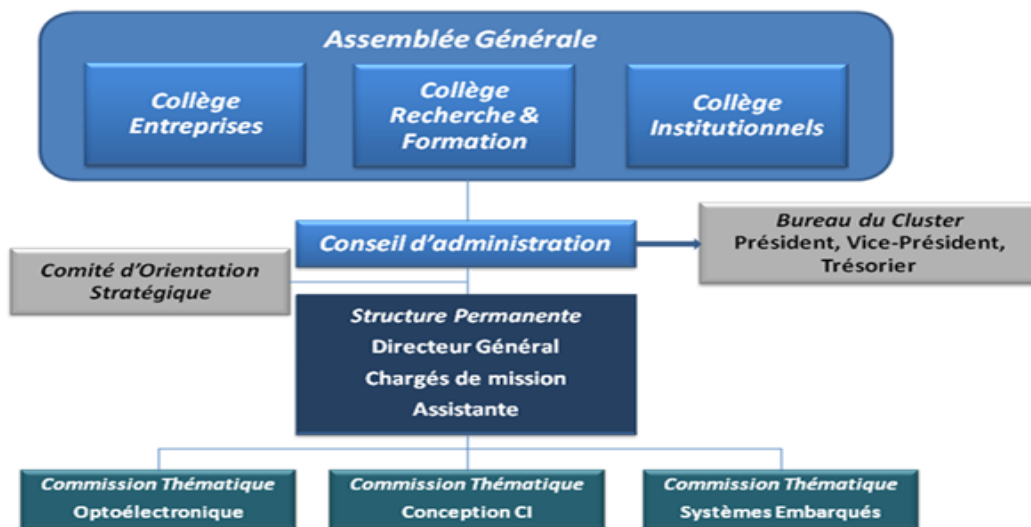 Assemblée Générale
Collège
Entreprises
Collège
Recherche &
Formation
Collège
Institutionnels
Conseil d'administration
Bureau du Cluster
Président, Vice-Président,
Trésorier
Comité d'Orientation
Stratégique
Structure Permanente
Directeur Général
Chargés de mission
Assistante
Commission Thématique
Optoélectronique
Commission Thématique
Conception CI
Commission Thématique
Systèmes Embarqués